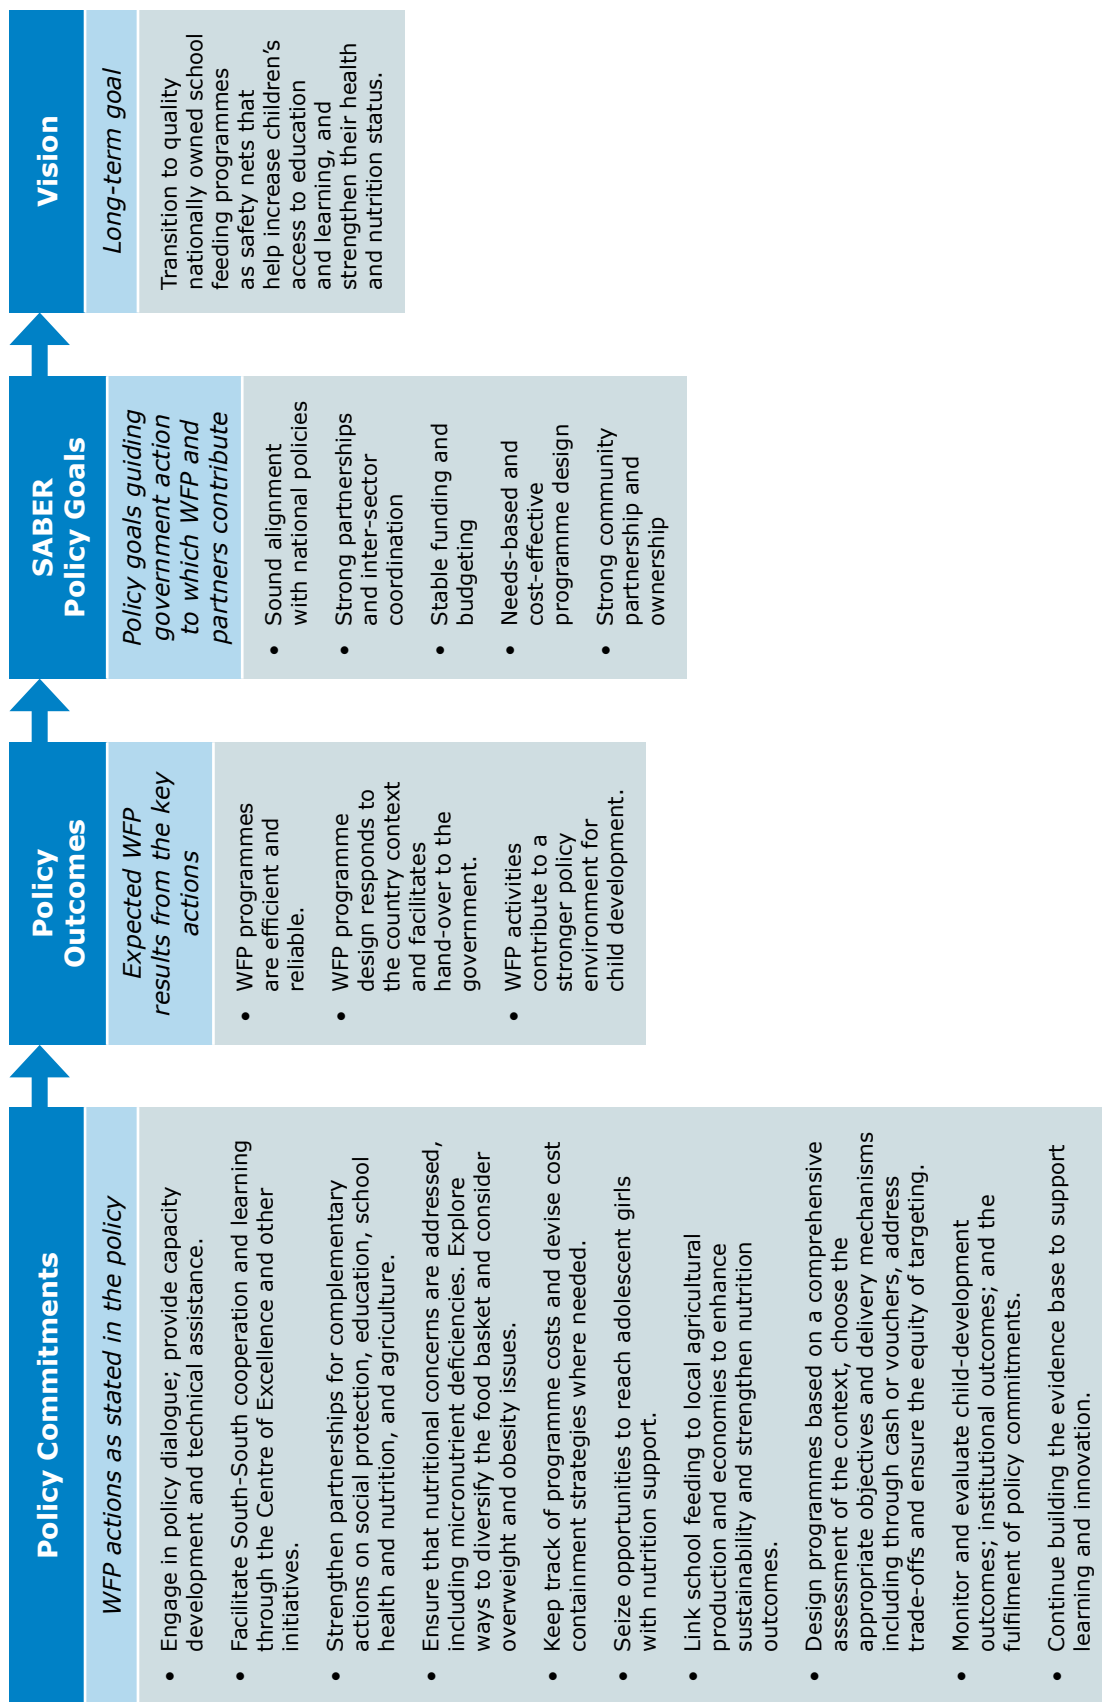 Policy Commitments
WFP actions as stated in the policy
• Engage in policy dialogue; provide capacity
development and technical assistance.
• Facilitate South-South cooperation and learning
through the Centre of Excellence and other
initiatives.
• Strengthen partnerships for complementary
actions on social protection, education, school
health and nutrition, and agriculture.
• Ensure that nutritional concerns are addressed,
including micronutrient deficiencies. Explore
ways to diversify the food basket and consider
overweight and obesity issues.
• Keep track of programme costs and devise cost
containment strategies where needed.
• Seize opportunities to reach adolescent girls
with nutrition support.
• Link school feeding to local agricultural
production and economies to enhance
sustainability and strengthen nutrition
outcomes.
• Design programmes based on a comprehensive
assessment of the context, choose the
appropriate objectives and delivery mechanisms
including through cash or vouchers, address
trade-offs and ensure the equity of targeting.
• Monitor and evaluate child-development
outcomes; institutional outcomes; and the
fulfilment of policy commitments.
• Continue building the evidence base to support
learning and innovation.
Policy
Outcomes
Expected WFP
results from the key
actions
• WFP programmes
are efficient and
reliable.
• WFP programme
design responds to
the country context
and facilitates
hand-over to the
government.
• WFP activities
contribute to a
stronger policy
environment for
child development.
SABER
Policy Goals
Policy goals guiding
government action
to which WFP and
partners contribute
• Sound alignment
with national policies
• Strong partnerships
and inter-sector
coordination
• Stable funding and
budgeting
• Needs-based and
cost-effective
programme design
• Strong community
partnership and
ownership
Vision
Long-term goal
Transition to quality
nationally owned school
feeding programmes
as safety nets that
help increase children’s
access to education
and learning, and
strengthen their health
and nutrition status.